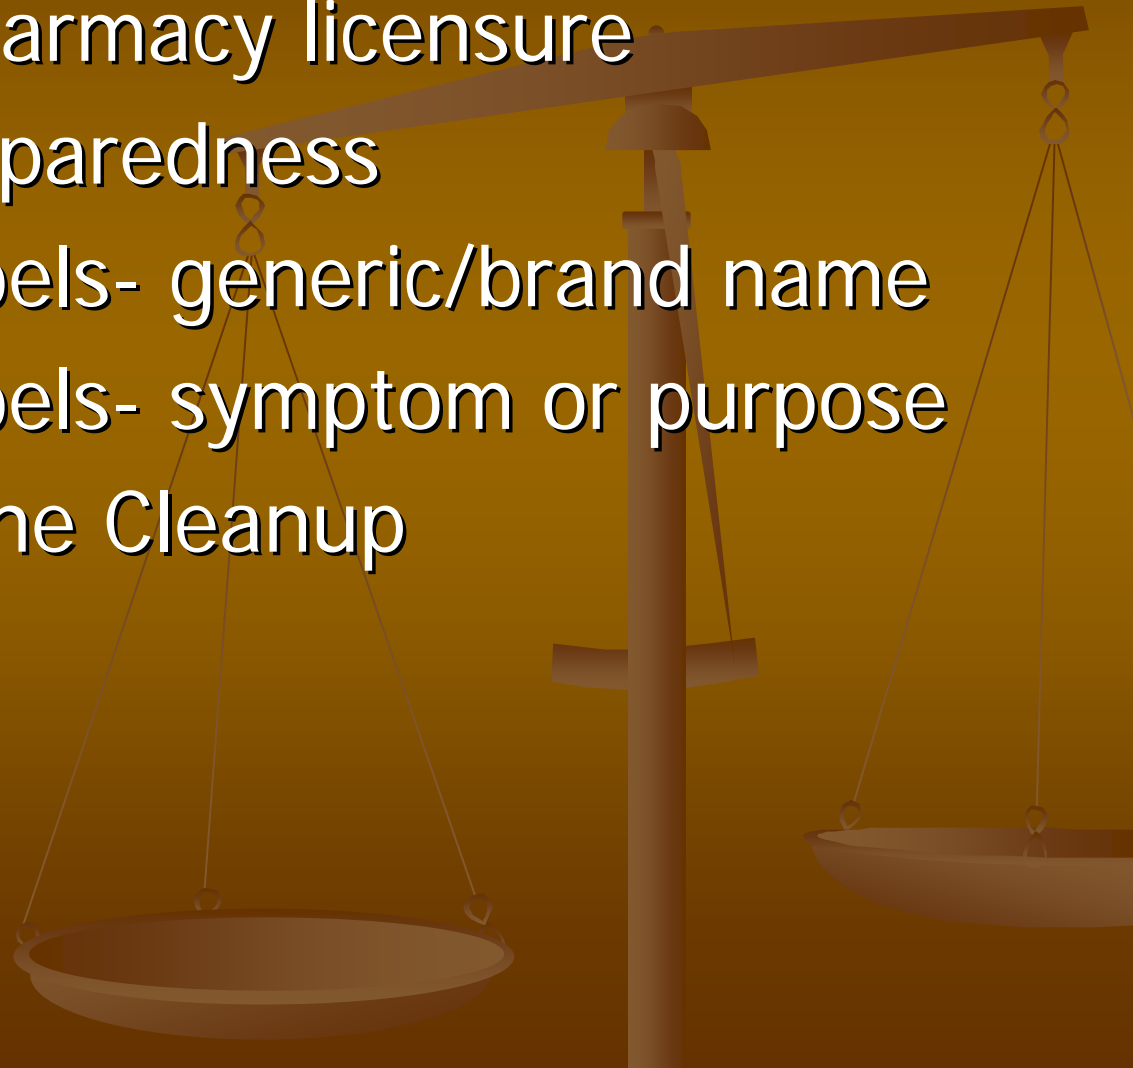 armacy licensure
paredness
els- generic/brand name
els- symptom or purpose
ne Cleanup